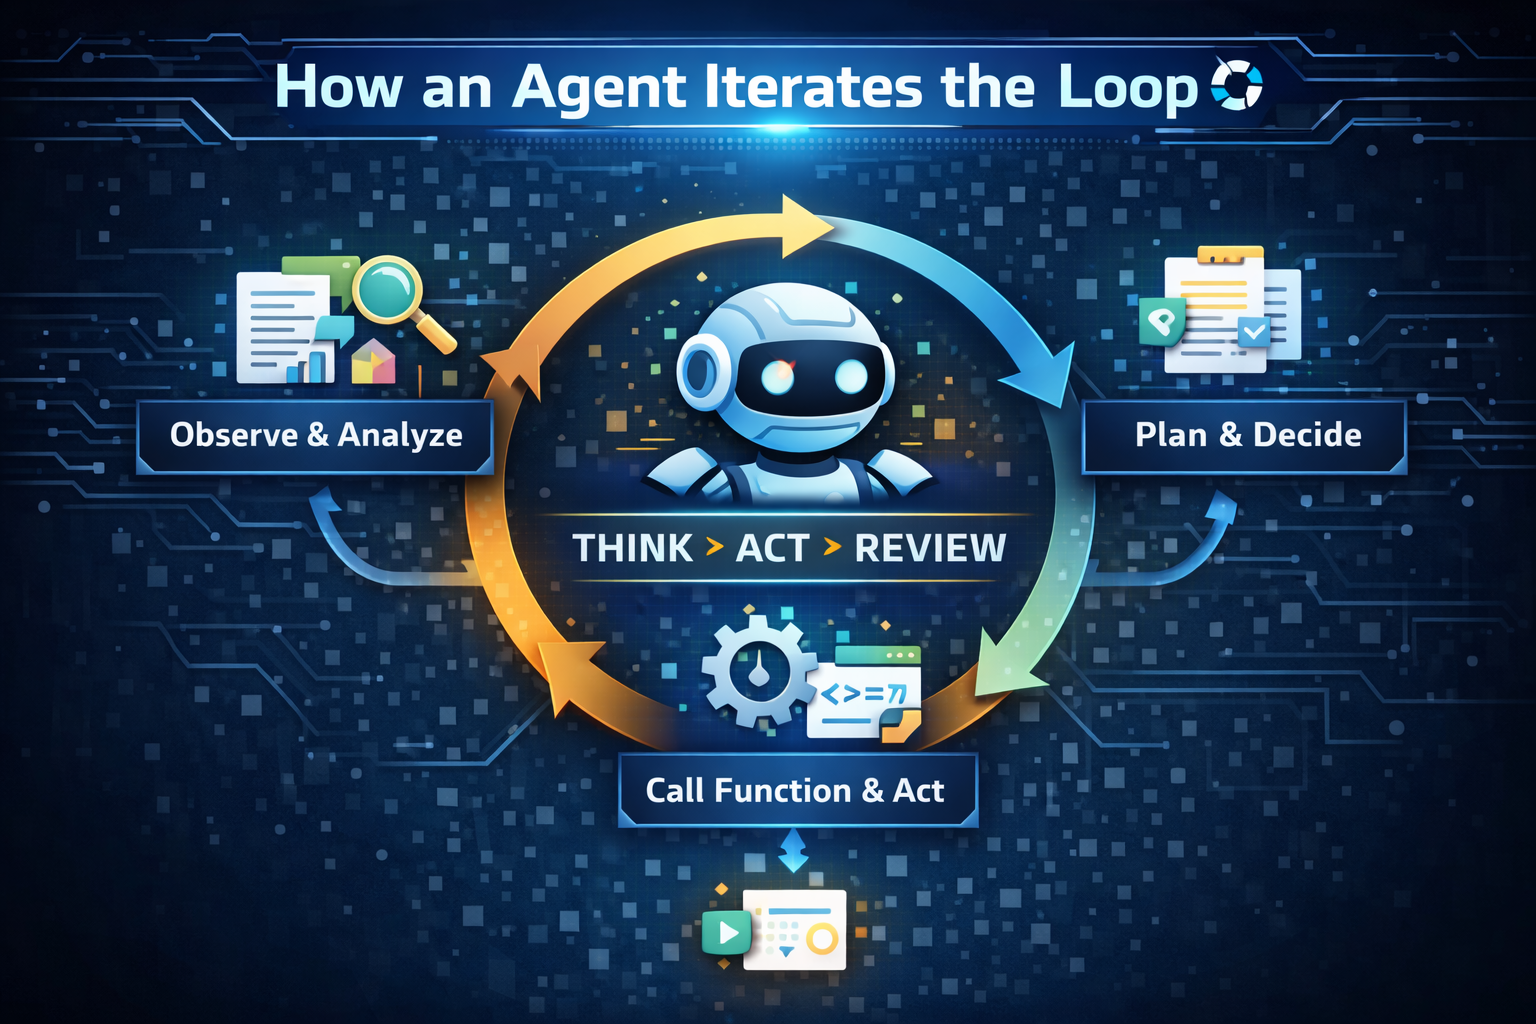 How an Agent Iterates the Loop
Observe & Analyze
Plan & Decide
THINK > ACT > REVIEW
Call Function & Act